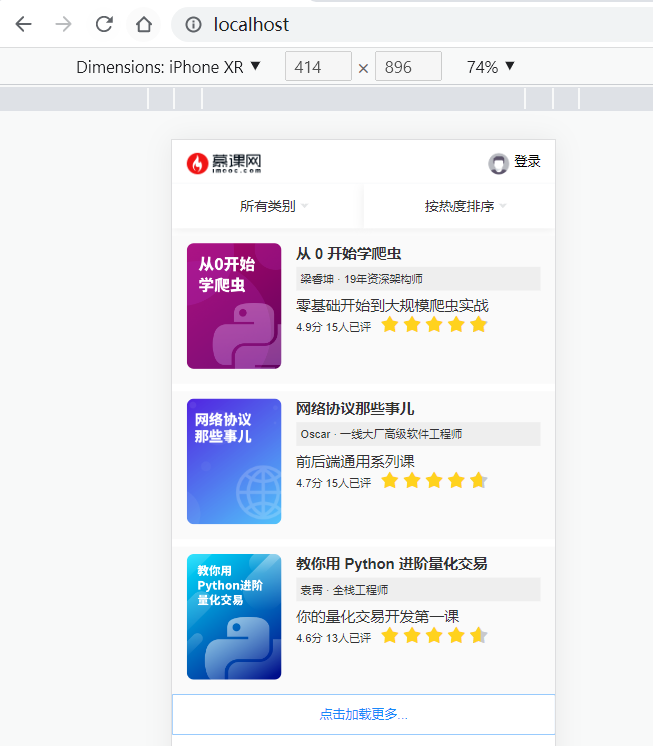 localhost
Dimensions: iPhone XR ▼ 414 × 896 74% ▼
慕课网
imooc.com
登录
所有类别
按热度排序
从0开始
学爬虫
从 0 开始学爬虫
梁睿坤 · 19年资深架构师
零基础开始到大规模爬虫实战
4.9分 15人已评
网络协议
那些事儿
网络协议那些事儿
Oscar · 一线大厂高级软件工程师
前后端通用系列课
4.7分 15人已评
教你用
Python进阶
量化交易
教你用 Python 进阶量化交易
袁霄 · 全栈工程师
你的量化交易开发第一课
4.6分 13人已评
点击加载更多...